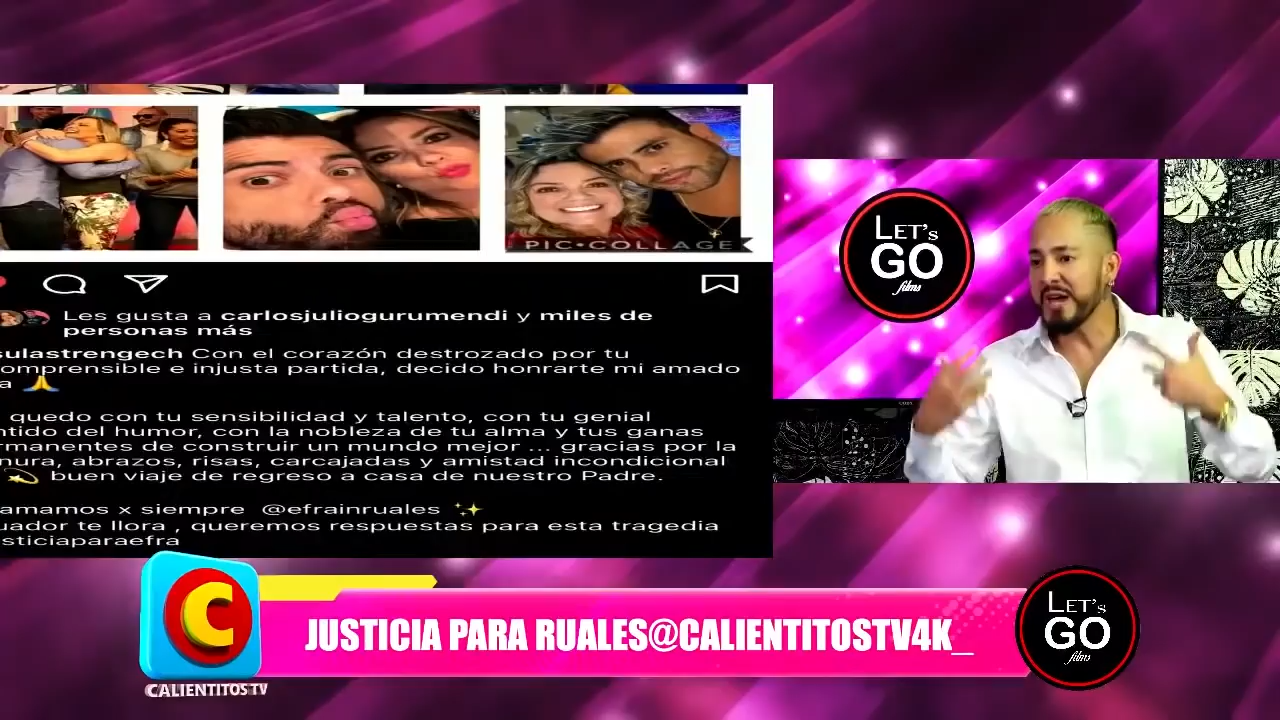 PIC•COLLAGE
Les gusta a carlosjuliogurumendi y miles de
personas más
sulastrengech Con el corazón destrozado por tu
omprensible e injusta partida, decido honrarte mi amado
a 🙏
quedo con tu sensibilidad y talento, con tu genial
ntido del humor, con la nobleza de tu alma y tus ganas
rmanentes de construir un mundo mejor ... gracias por la
nura, abrazos, risas, carcajadas y amistad incondicional
💫 buen viaje de regreso a casa de nuestro Padre.
amamos x siempre @efrainruales ✨
uador te llora , queremos respuestas para esta tragedia
usticiaparaefra
LET'S
GO
films
JUSTICIA PARA RUALES@CALIENTITOSTV4K_
C
CALIENTITOS TV
LET'S
GO
films